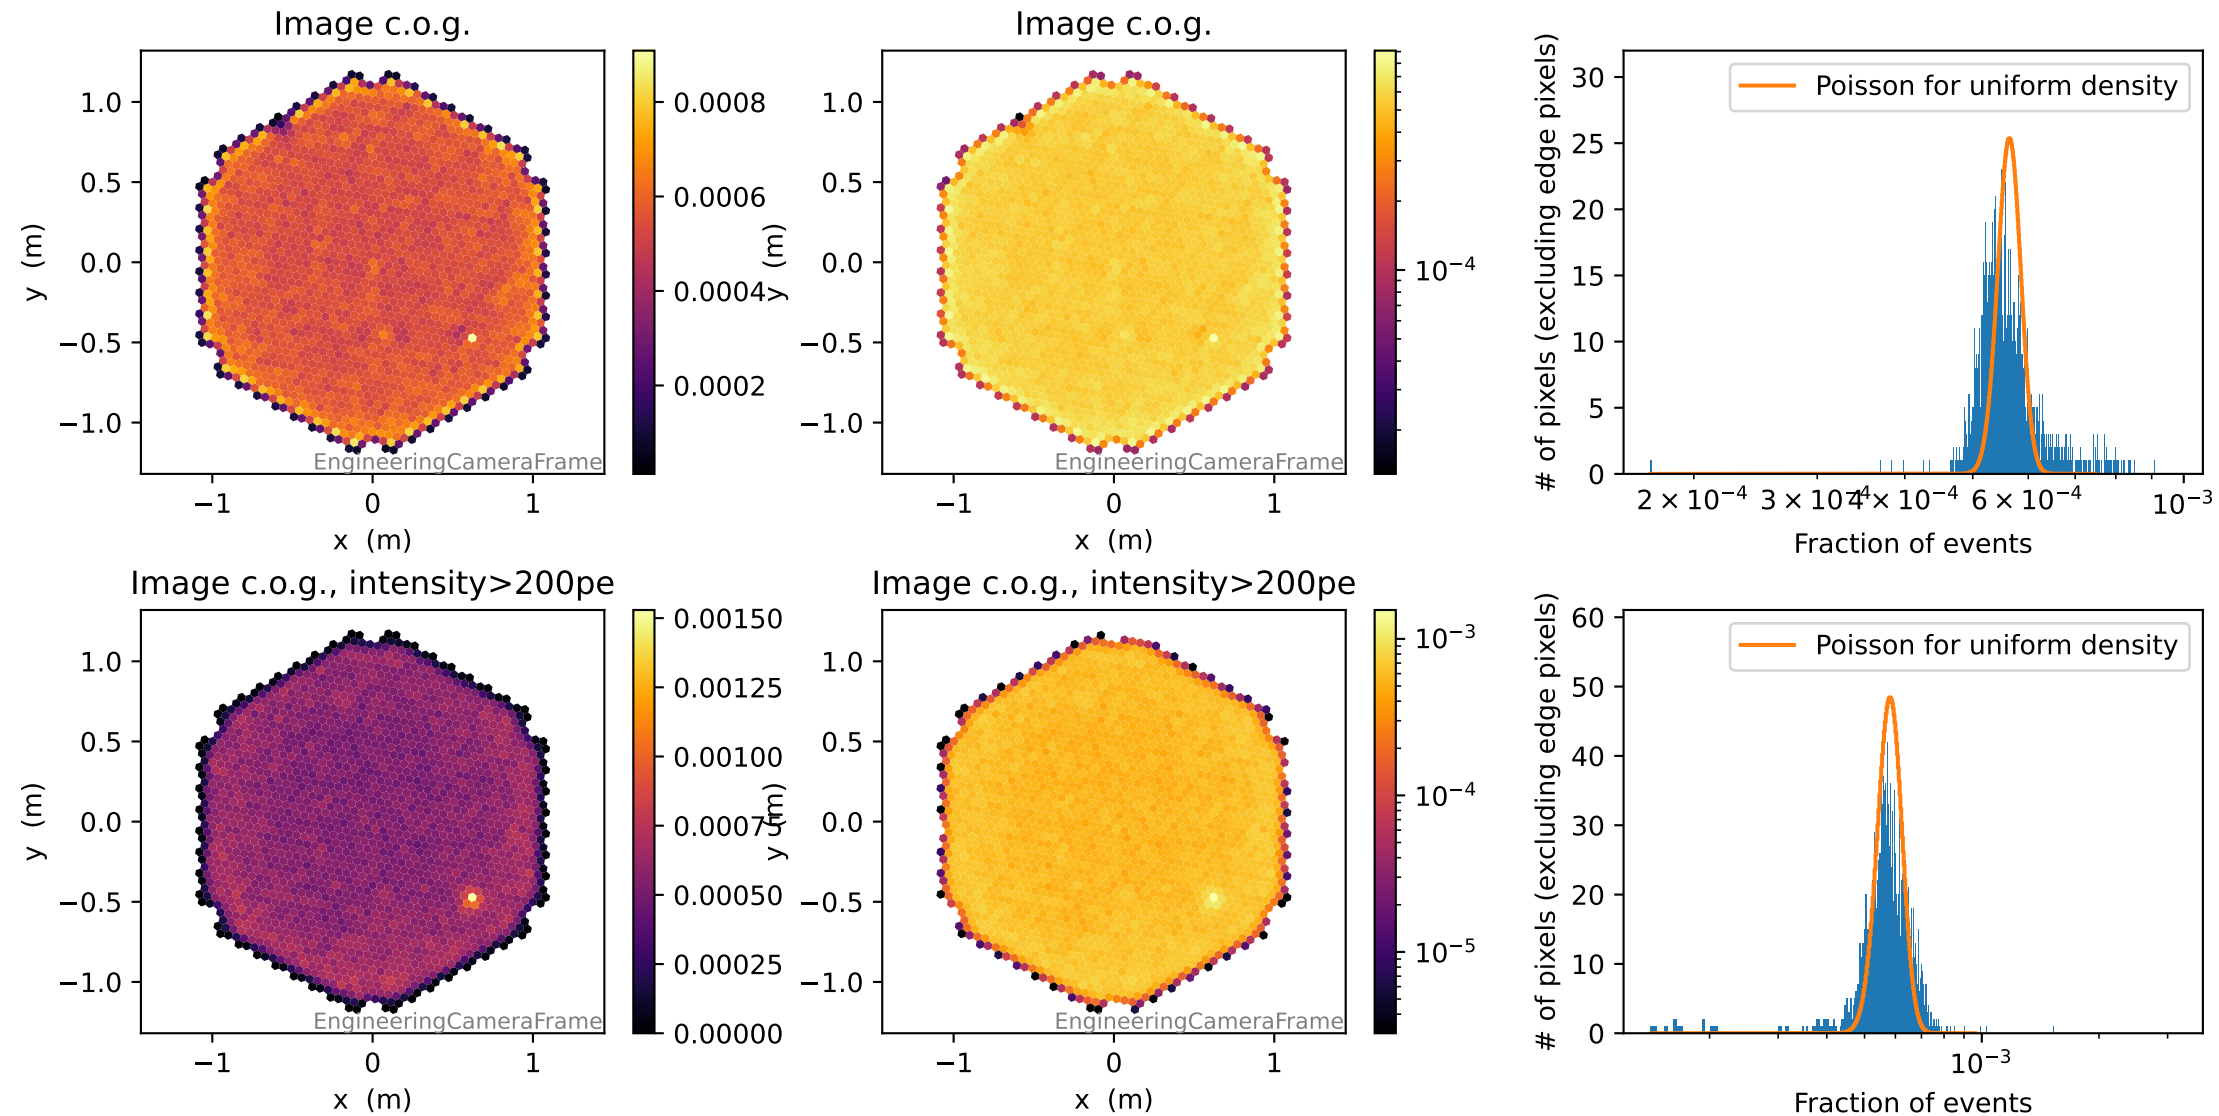 Image c.o.g.
1.0
0.5
0.0
−0.5
−1.0
y (m)
−1
0
1
x (m)
EngineeringCameraFrame
0.0008
0.0006
0.0004
0.0002
Image c.o.g.
1.0
0.5
0.0
−0.5
−1.0
y (m)
−1
0
1
x (m)
EngineeringCameraFrame
10⁻⁴
Poisson for uniform density
30
25
20
15
10
5
0
# of pixels (excluding edge pixels)
2 × 10⁻⁴
3 × 10⁻⁴
4 × 10⁻⁴
6 × 10⁻⁴
10⁻³
Fraction of events
Image c.o.g., intensity>200pe
1.0
0.5
0.0
−0.5
−1.0
y (m)
−1
0
1
x (m)
EngineeringCameraFrame
0.00150
0.00125
0.00100
0.00075
0.00050
0.00025
0.00000
Image c.o.g., intensity>200pe
1.0
0.5
0.0
−0.5
−1.0
y (m)
−1
0
1
x (m)
EngineeringCameraFrame
10⁻³
10⁻⁴
10⁻⁵
Poisson for uniform density
60
50
40
30
20
10
0
# of pixels (excluding edge pixels)
10⁻³
Fraction of events